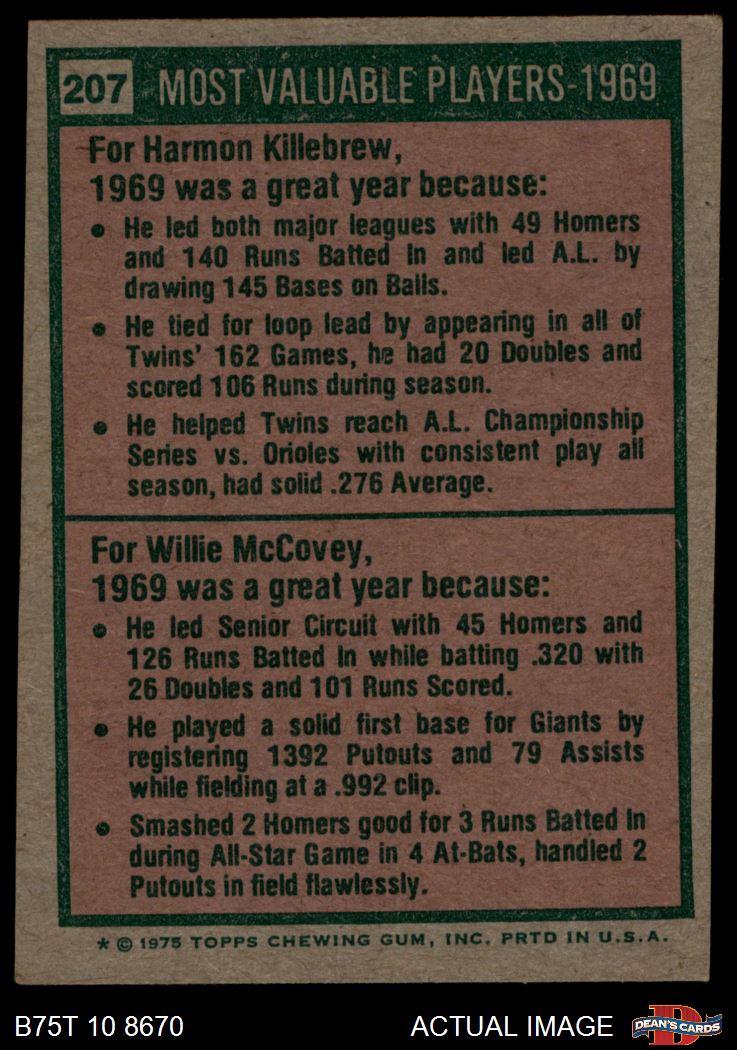 207 MOST VALUABLE PLAYERS-1969
For Harmon Killebrew,
1969 was a great year because:
• He led both major leagues with 49 Homers
and 140 Runs Batted In and led A.L. by
drawing 145 Bases on Balls.
• He tied for loop lead by appearing in all of
Twins' 162 Games, he had 20 Doubles and
scored 106 Runs during season.
• He helped Twins reach A.L. Championship
Series vs. Orioles with consistent play all
season, had solid .276 Average.
For Willie McCovey,
1969 was a great year because:
• He led Senior Circuit with 45 Homers and
126 Runs Batted In while batting .320 with
26 Doubles and 101 Runs Scored.
• He played a solid first base for Giants by
registering 1392 Putouts and 79 Assists
while fielding at a .992 clip.
• Smashed 2 Homers good for 3 Runs Batted In
during All-Star Game in 4 At-Bats, handled 2
Putouts in field flawlessly.
* © 1975 TOPPS CHEWING GUM, INC. PRTD IN U.S.A.
B75T 10 8670 ACTUAL IMAGE D DEAN'S CARDS